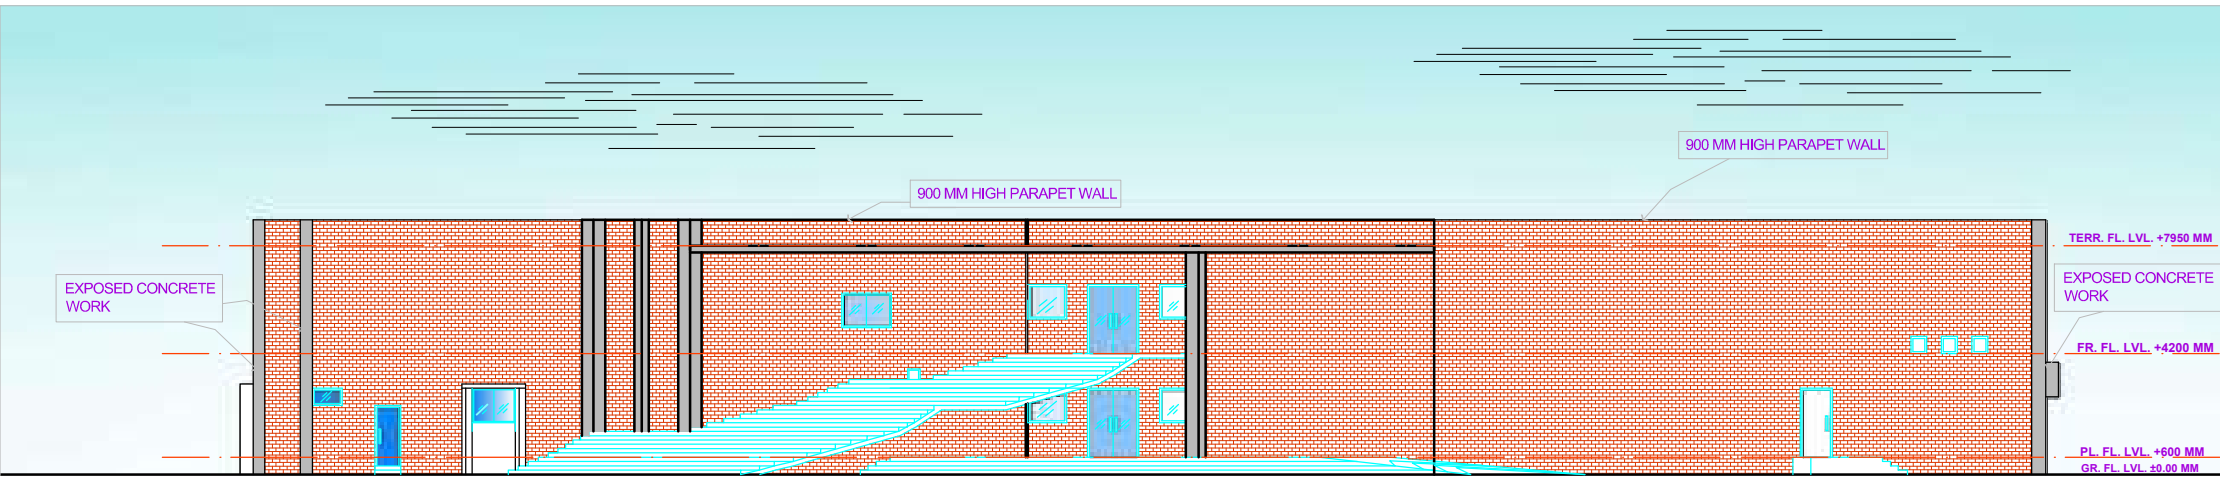 900 MM HIGH PARAPET WALL
900 MM HIGH PARAPET WALL
TERR. FL. LVL. +7950 MM
EXPOSED CONCRETE
WORK
EXPOSED CONCRETE
WORK
FR. FL. LVL. +4200 MM
PL. FL. LVL. +600 MM
GR. FL. LVL. ±0.00 MM